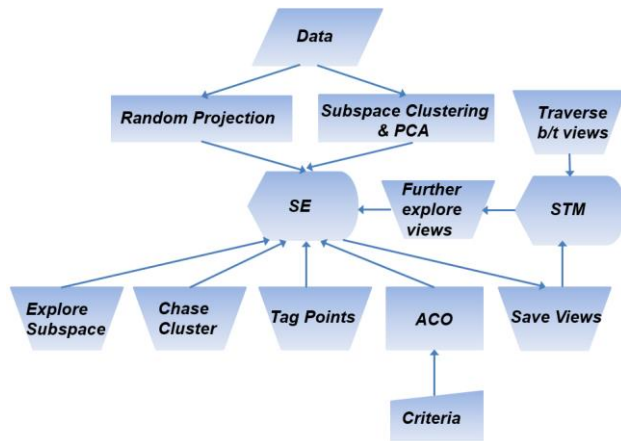 Data
Random Projection
Subspace Clustering
& PCA
Traverse
b/t views
SE
Further
explore
views
STM
Explore
Subspace
Chase
Cluster
Tag Points
ACO
Save Views
Criteria